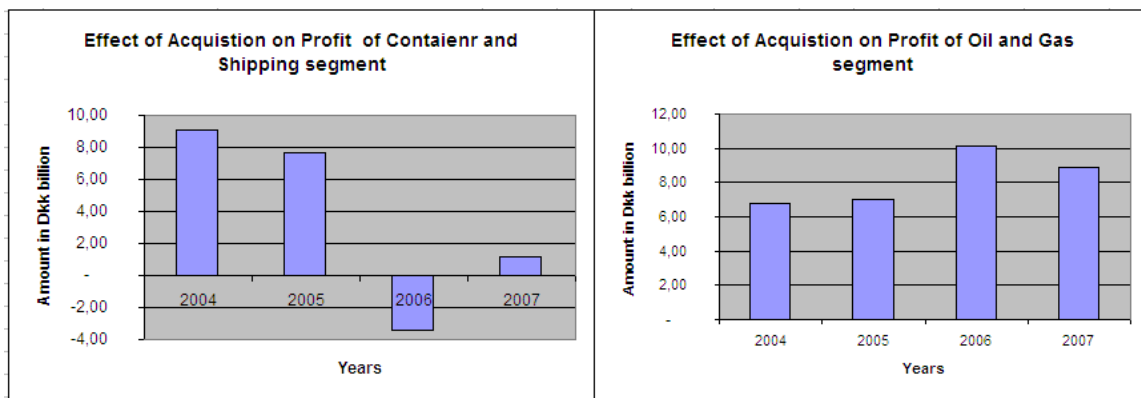 Effect of Acquistion on Profit of Contaienr and
Shipping segment
Amount in Dkk billion
10,00
8,00
6,00
4,00
2,00
-
-2,00
-4,00
2004
2005
2006
2007
Years
Effect of Acquistion on Profit of Oil and Gas
segment
Amount in Dkk billion
12,00
10,00
8,00
6,00
4,00
2,00
-
2004
2005
2006
2007
Years